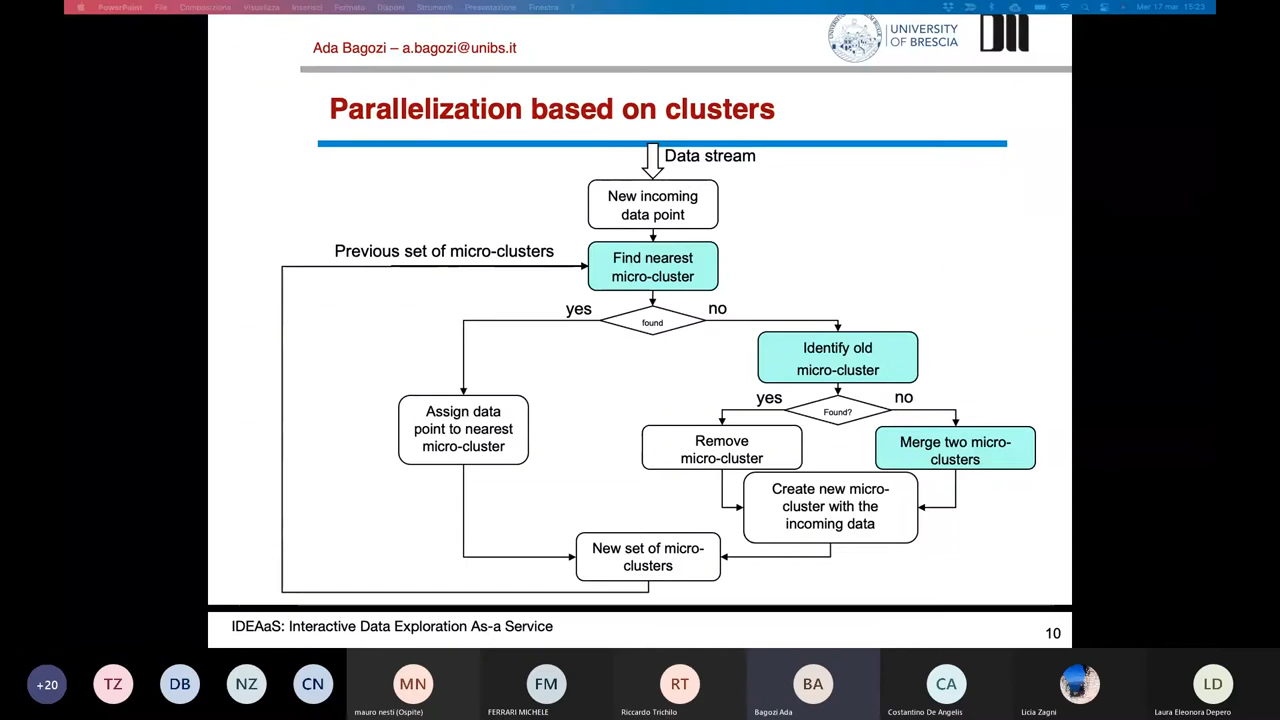 PowerPoint File Composizione Visualizza Inserisci Formato Disponi Strumenti Presentazione Finestra ? Mer 17 mar 15:23
Ada Bagozi – a.bagozi@unibs.it
UNIVERSITY
OF BRESCIA
Parallelization based on clusters
Data stream
New incoming
data point
Previous set of micro-clusters
Find nearest
micro-cluster
yes
no
found
Identify old
micro-cluster
yes
no
Found?
Assign data
point to nearest
micro-cluster
Remove
micro-cluster
Merge two micro-
clusters
Create new micro-
cluster with the
incoming data
New set of micro-
clusters
IDEAaS: Interactive Data Exploration As-a Service
10
+20
TZ
DB
NZ
CN
MN
FM
RT
BA
CA
LD
mauro nesti (Ospite)
FERRARI MICHELE
Riccardo Trichilo
Bagozi Ada
Costantino De Angelis
Licia Zagni
Laura Eleonora Depero